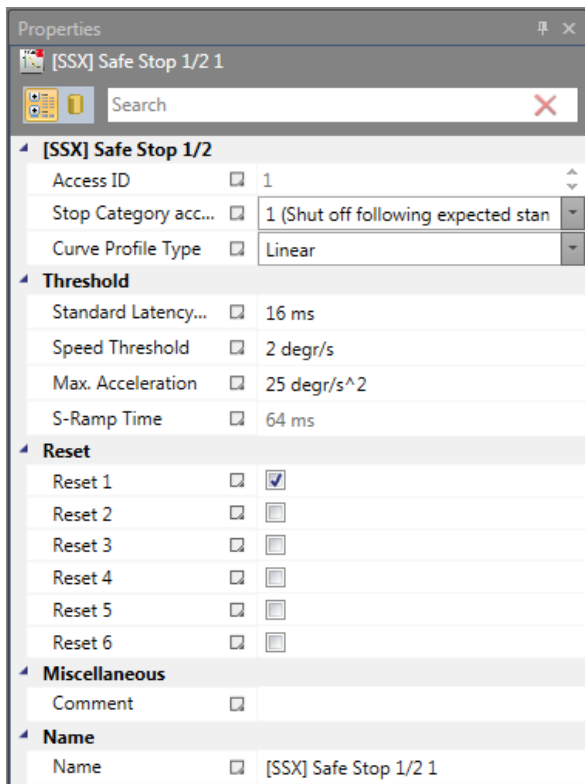 Properties
[SSX] Safe Stop 1/2 1
Search
[SSX] Safe Stop 1/2
Access ID 1
Stop Category acc... 1 (Shut off following expected stan
Curve Profile Type Linear
Threshold
Standard Latency... 16 ms
Speed Threshold 2 degr/s
Max. Acceleration 25 degr/s^2
S-Ramp Time 64 ms
Reset
Reset 1
Reset 2
Reset 3
Reset 4
Reset 5
Reset 6
Miscellaneous
Comment
Name
Name [SSX] Safe Stop 1/2 1